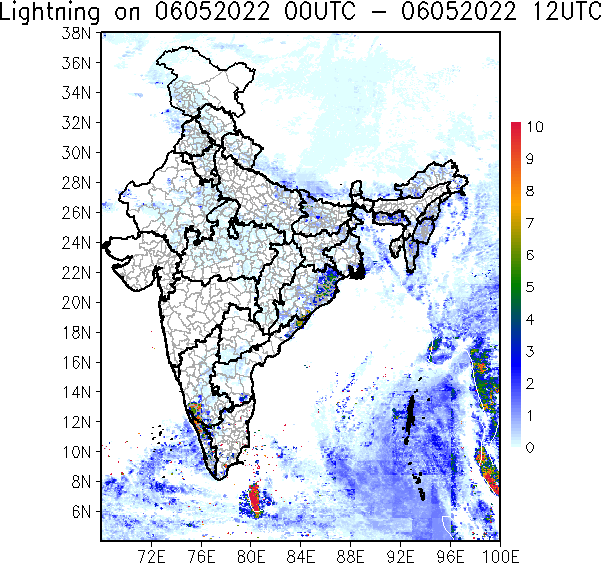 Lightning on 06052022 00UTC – 06052022 12UTC
38N
36N
34N
32N
30N
28N
26N
24N
22N
20N
18N
16N
14N
12N
10N
8N
6N
72E 76E 80E 84E 88E 92E 96E 100E
10
9
8
7
6
5
4
3
2
1
0